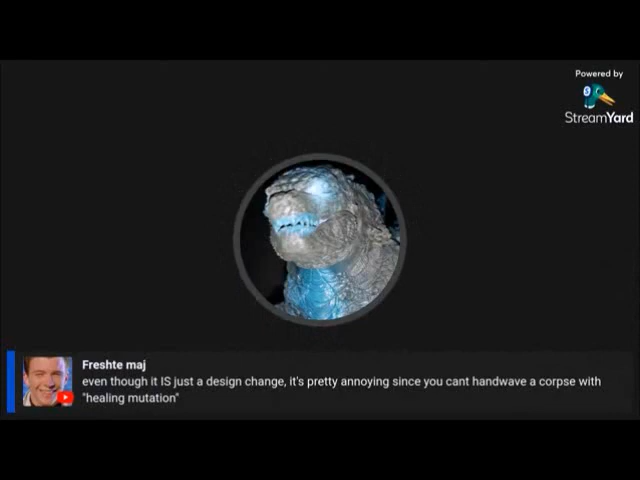 Powered by
StreamYard
Freshte maj
even though it IS just a design change, it's pretty annoying since you cant handwave a corpse with
"healing mutation"